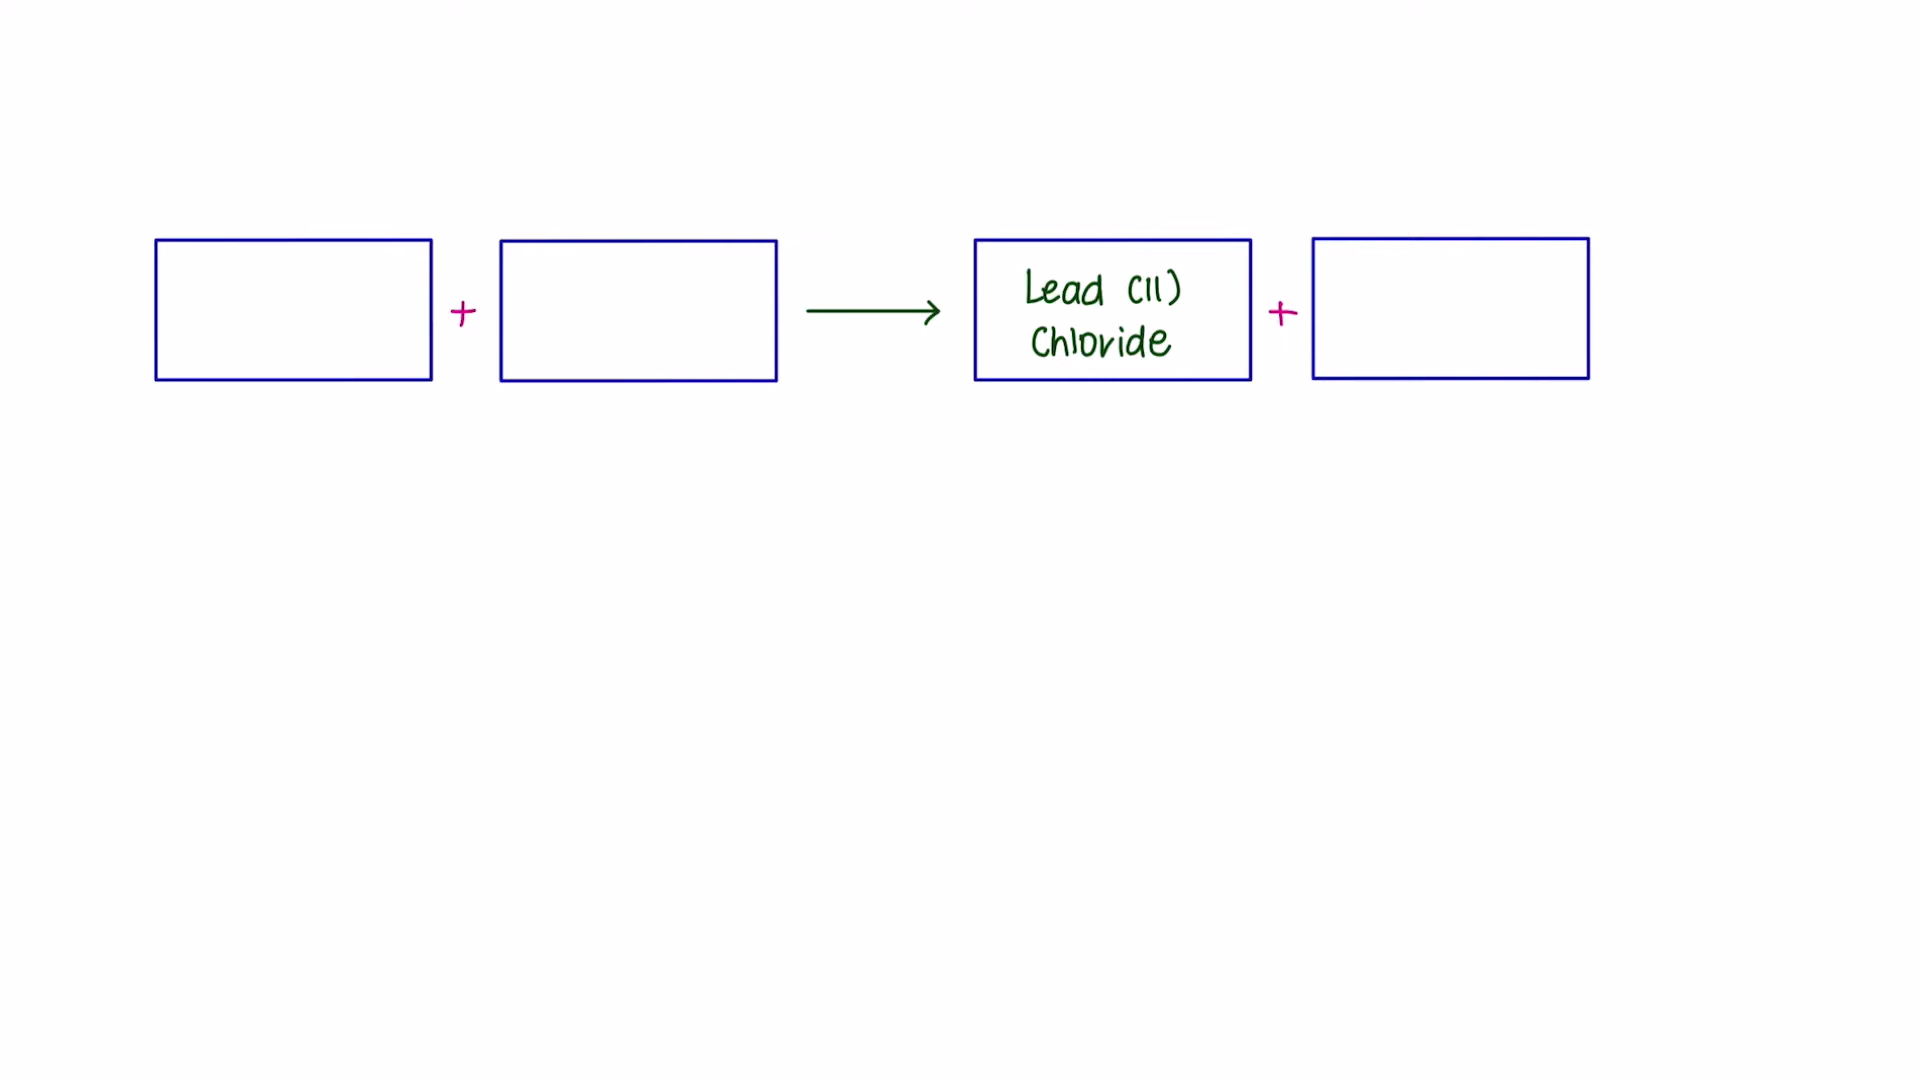 +
Lead (II)
Chloride
+